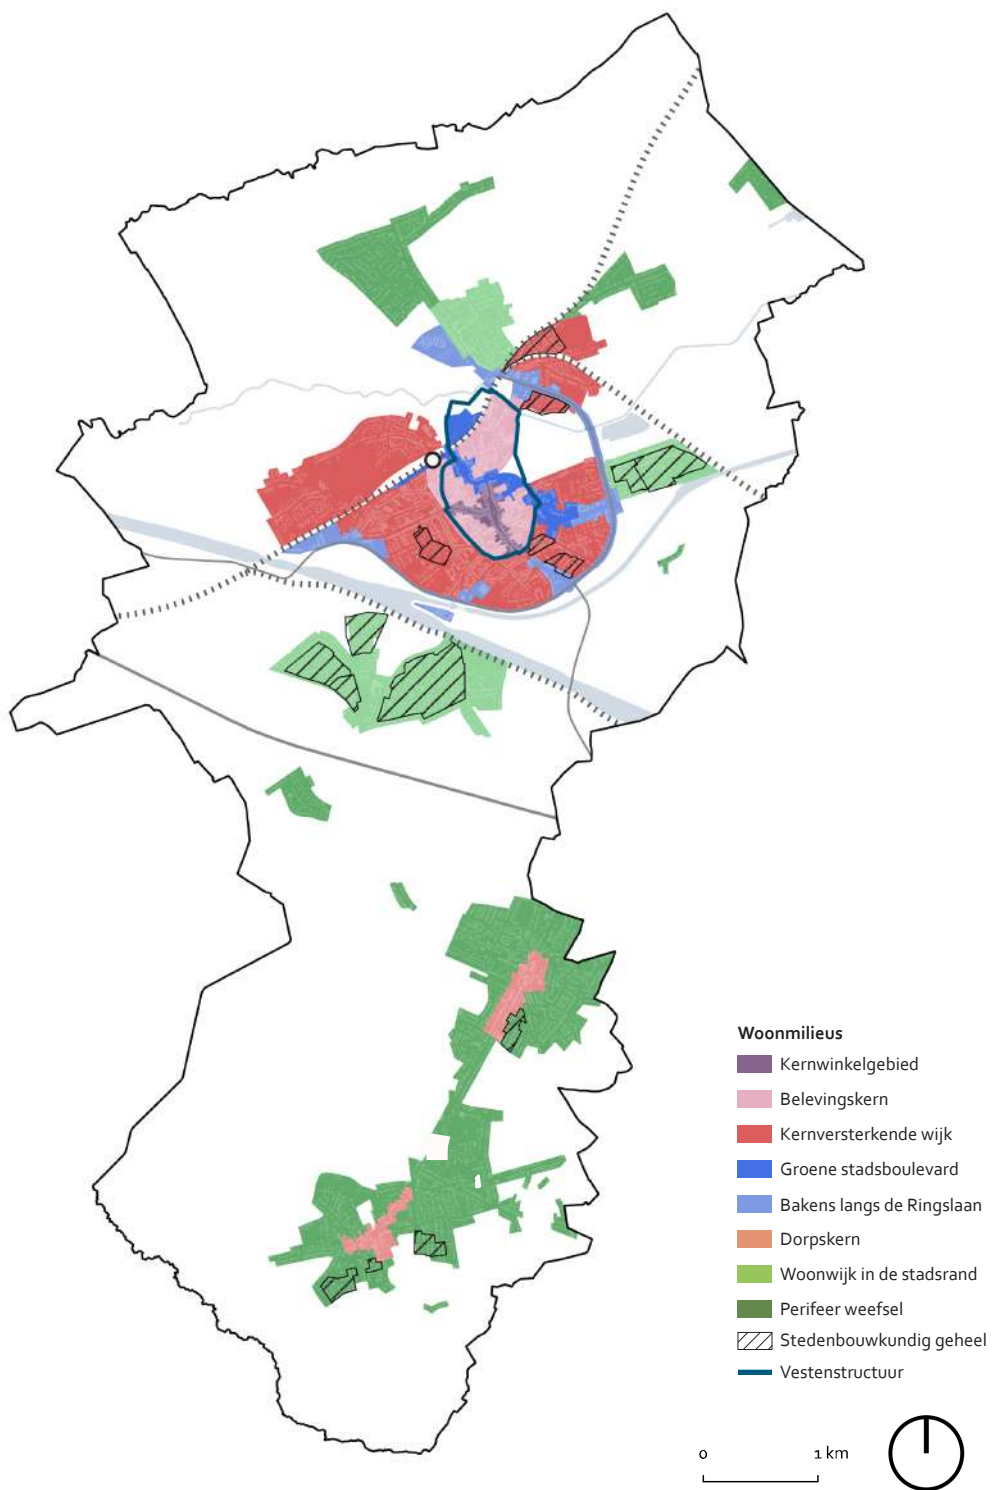 Woonmilieus
Kernwinkelgebied
Belevingskern
Kernversterkende wijk
Groene stadsboulevard
Bakens langs de Ringslaan
Dorpskern
Woonwijk in de stadsrand
Perifeer weefsel
Stedenbouwkundig geheel
Vestenstructuur
0 1 km